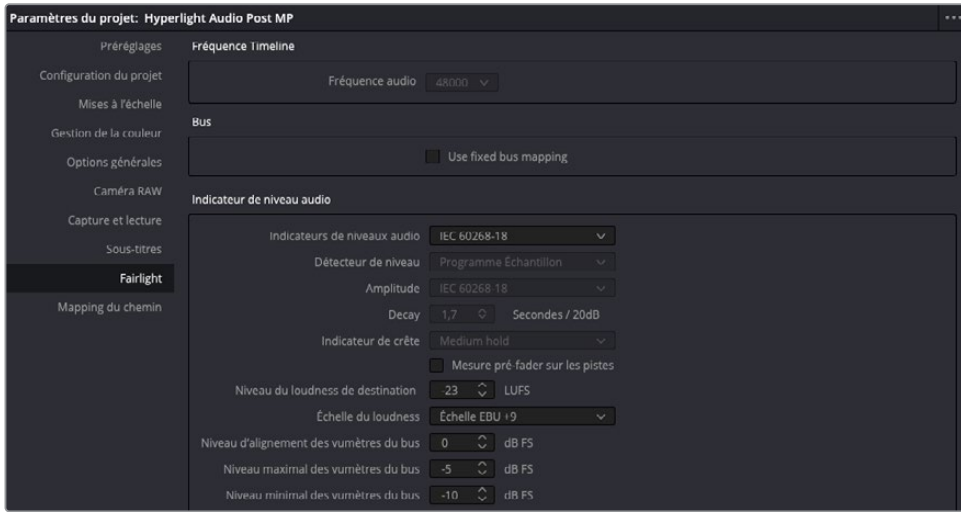 Paramètres du projet: Hyperlight Audio Post MP
Préréglages
Configuration du projet
Mises à l'échelle
Gestion de la couleur
Options générales
Caméra RAW
Capture et lecture
Sous-titres
Fairlight
Mapping du chemin
Fréquence Timeline
Fréquence audio 48000
Bus
Use fixed bus mapping
Indicateur de niveau audio
Indicateurs de niveaux audio IEC 60268-18
Détecteur de niveau Programme Échantillon
Amplitude IEC 60268-18
Decay 1,7 Secondes / 20dB
Indicateur de crête Medium hold
Mesure pré-fader sur les pistes
Niveau du loudness de destination -23 LUFS
Échelle du loudness Échelle EBU +9
Niveau d'alignement des vumètres du bus 0 dB FS
Niveau maximal des vumètres du bus -5 dB FS
Niveau minimal des vumètres du bus -10 dB FS